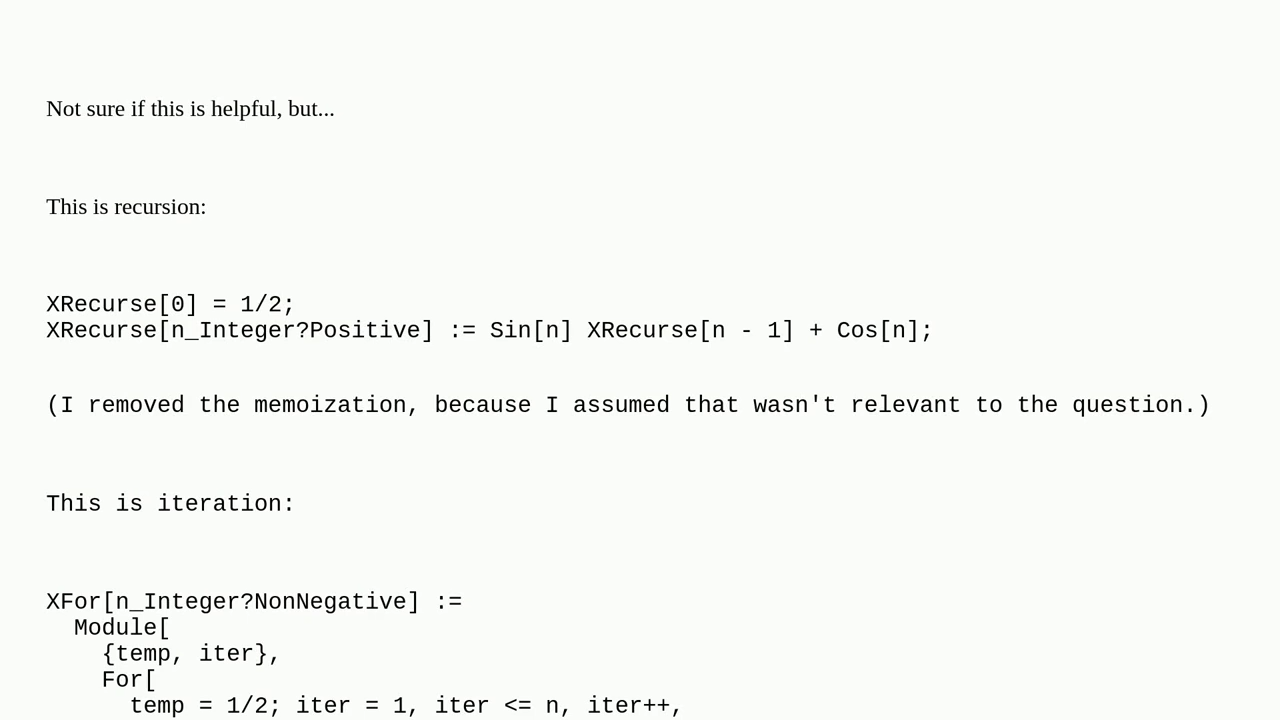 Not sure if this is helpful, but...
This is recursion:
XRecurse[0] = 1/2;
XRecurse[n_Integer?Positive] := Sin[n] XRecurse[n - 1] + Cos[n];
(I removed the memoization, because I assumed that wasn't relevant to the question.)
This is iteration:
XFor[n_Integer?NonNegative] :=
  Module[
    {temp, iter},
    For[
      temp = 1/2; iter = 1, iter <= n, iter++,